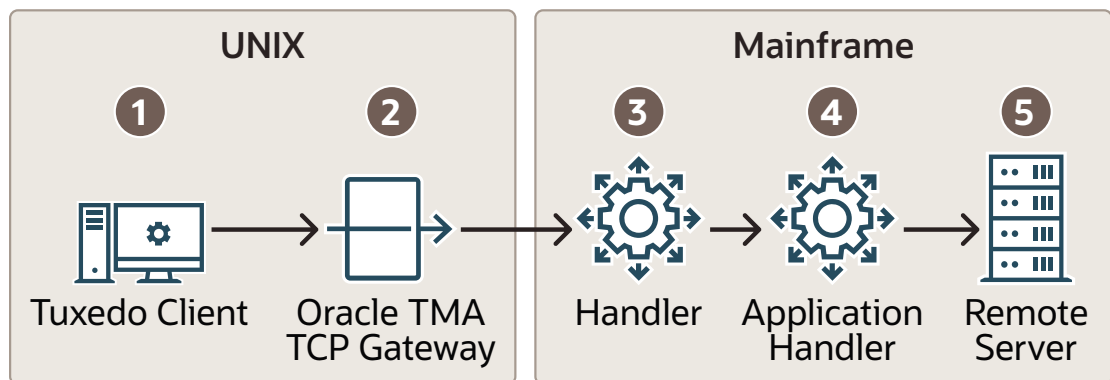 UNIX
Mainframe
1
2
3
4
5
Tuxedo Client
Oracle TMA
TCP Gateway
Handler
Application
Handler
Remote
Server